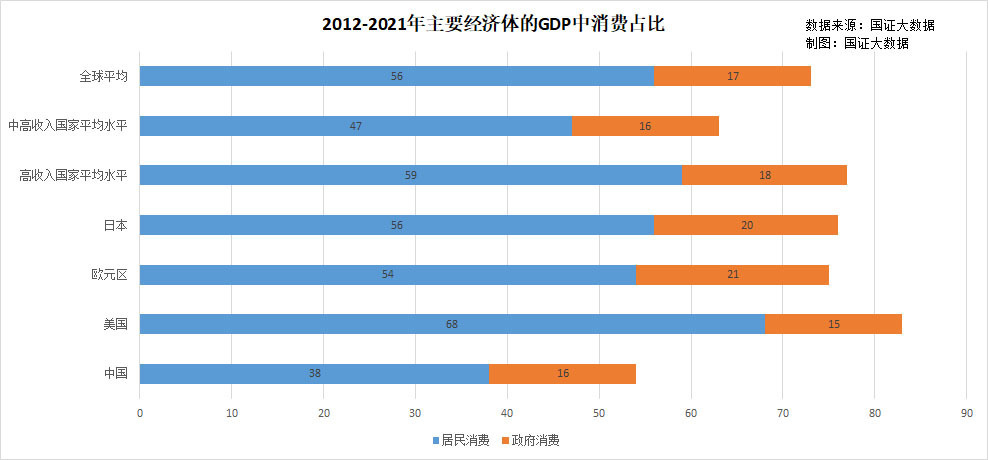 2012-2021年主要经济体的GDP中消费占比
数据来源：国证大数据
制图：国证大数据
全球平均 56 17
中高收入国家平均水平 47 16
高收入国家平均水平 59 18
日本 56 20
欧元区 54 21
美国 68 15
中国 38 16
0 10 20 30 40 50 60 70 80 90
居民消费 政府消费